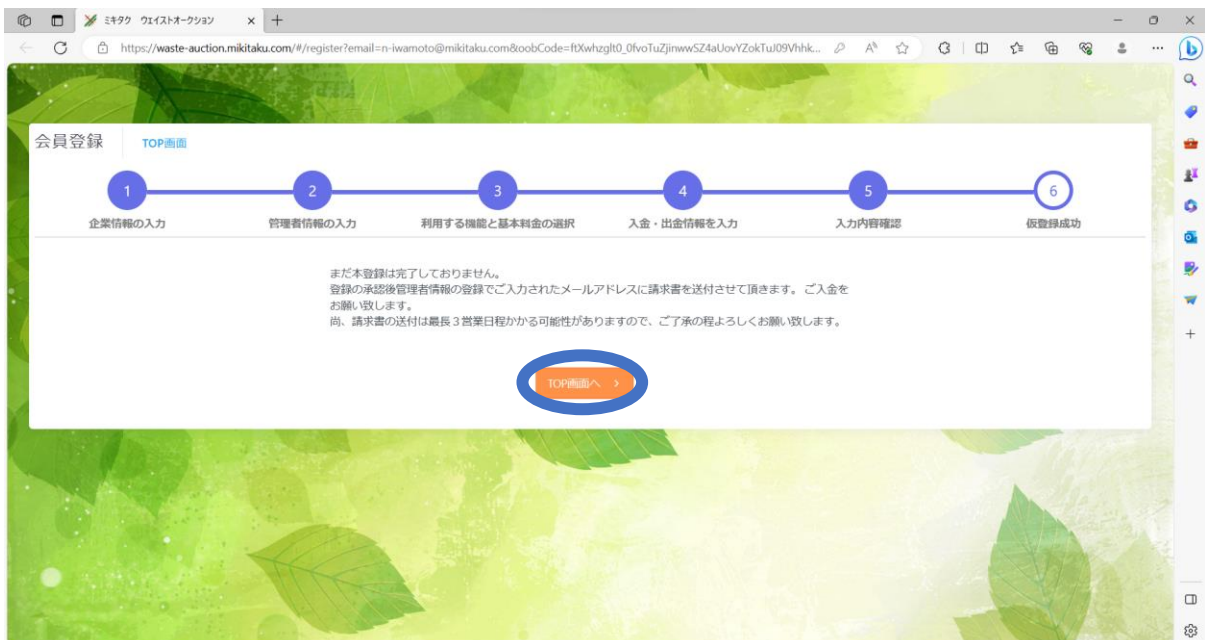 ミキタク ウエイストオークション
https://waste-auction.mikitaku.com/#/register?email=n-iwamoto@mikitaku.com&oobCode=ftXwhzglt0_0fvoTuZjinwwSZ4aUovYZokTuJ09Vhhk...
会員登録 TOP画面
1 2 3 4 5 6
企業情報の入力 管理者情報の入力 利用する機能と基本料金の選択 入金・出金情報を入力 入力内容確認 仮登録成功
まだ本登録は完了しておりません。
登録の承認後管理者情報の登録でご入力されたメールアドレスに請求書を送付させて頂きます。ご入金を
お願い致します。
尚、請求書の送付は最長３営業日程かかる可能性がありますので、ご了承の程よろしくお願い致します。
TOP画面へ >